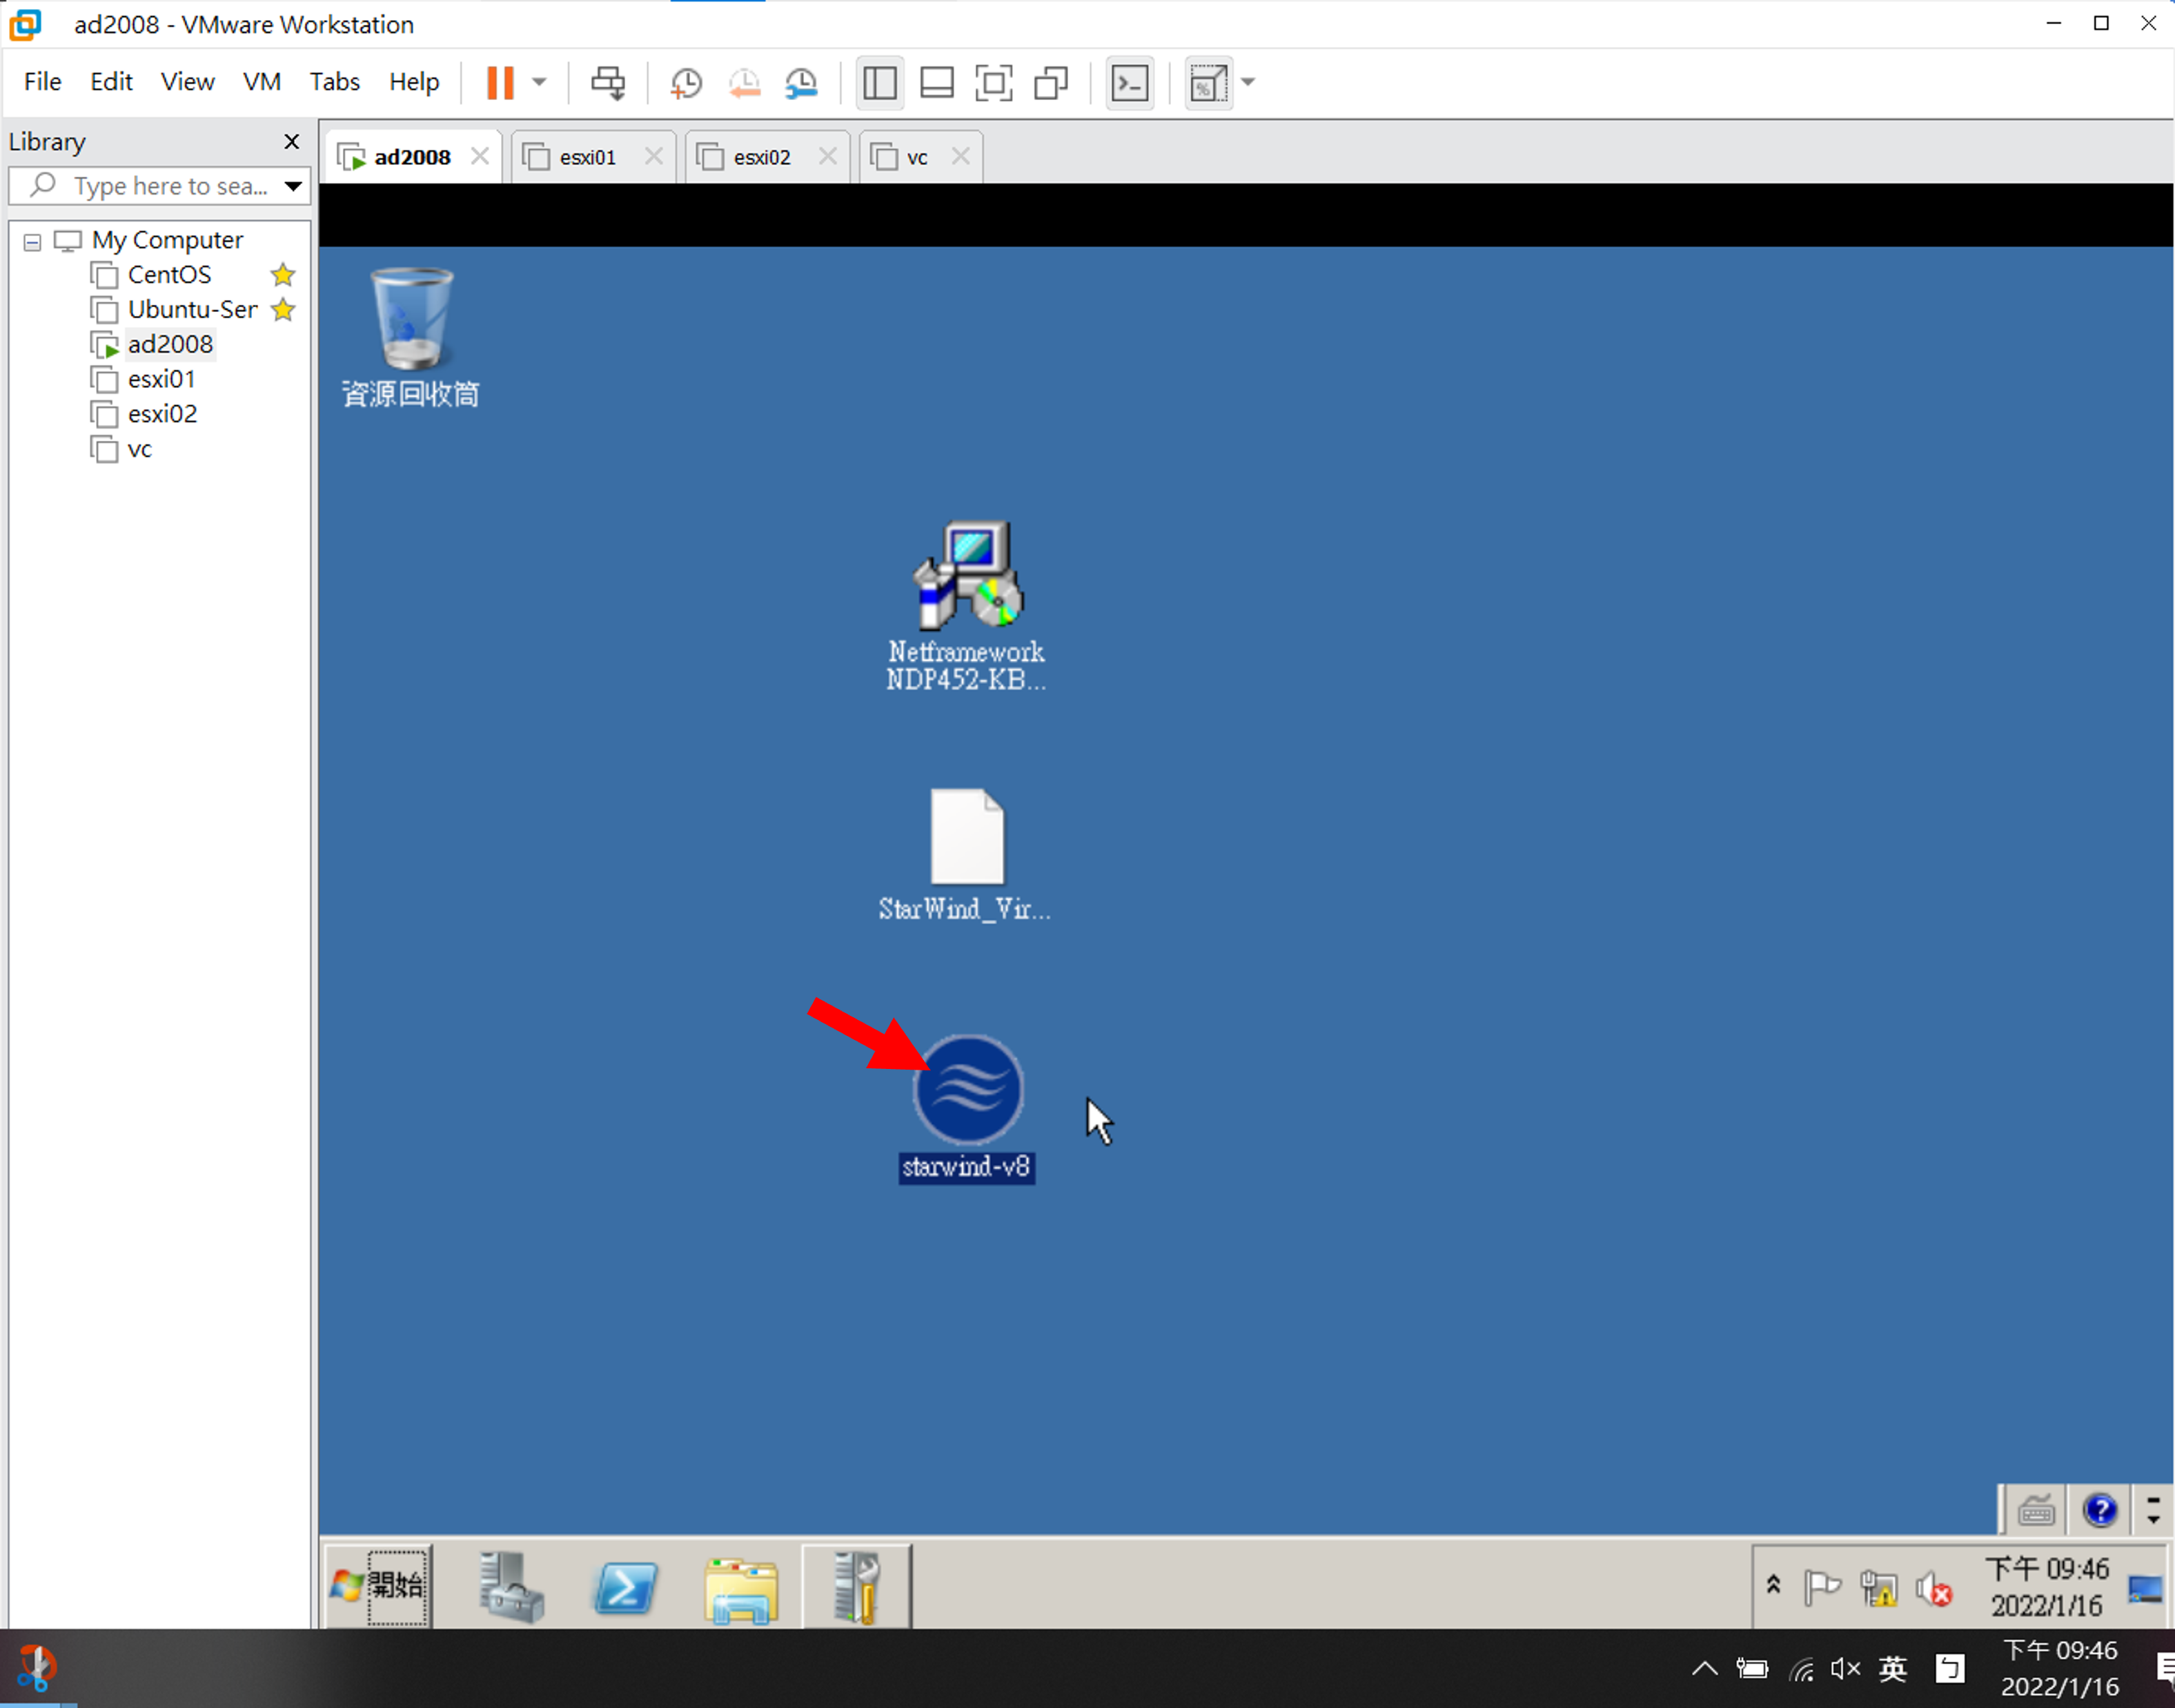 ad2008 - VMware Workstation
File Edit View VM Tabs Help
Library
Type here to sea...
My Computer
CentOS
Ubuntu-Ser
ad2008
esxi01
esxi02
vc
ad2008 esxi01 esxi02 vc
資源回收筒
Netframework
NDP452-KB...
StarWind_Vir...
starwind-v8
開始
下午 09:46
2022/1/16
英
下午 09:46
2022/1/16